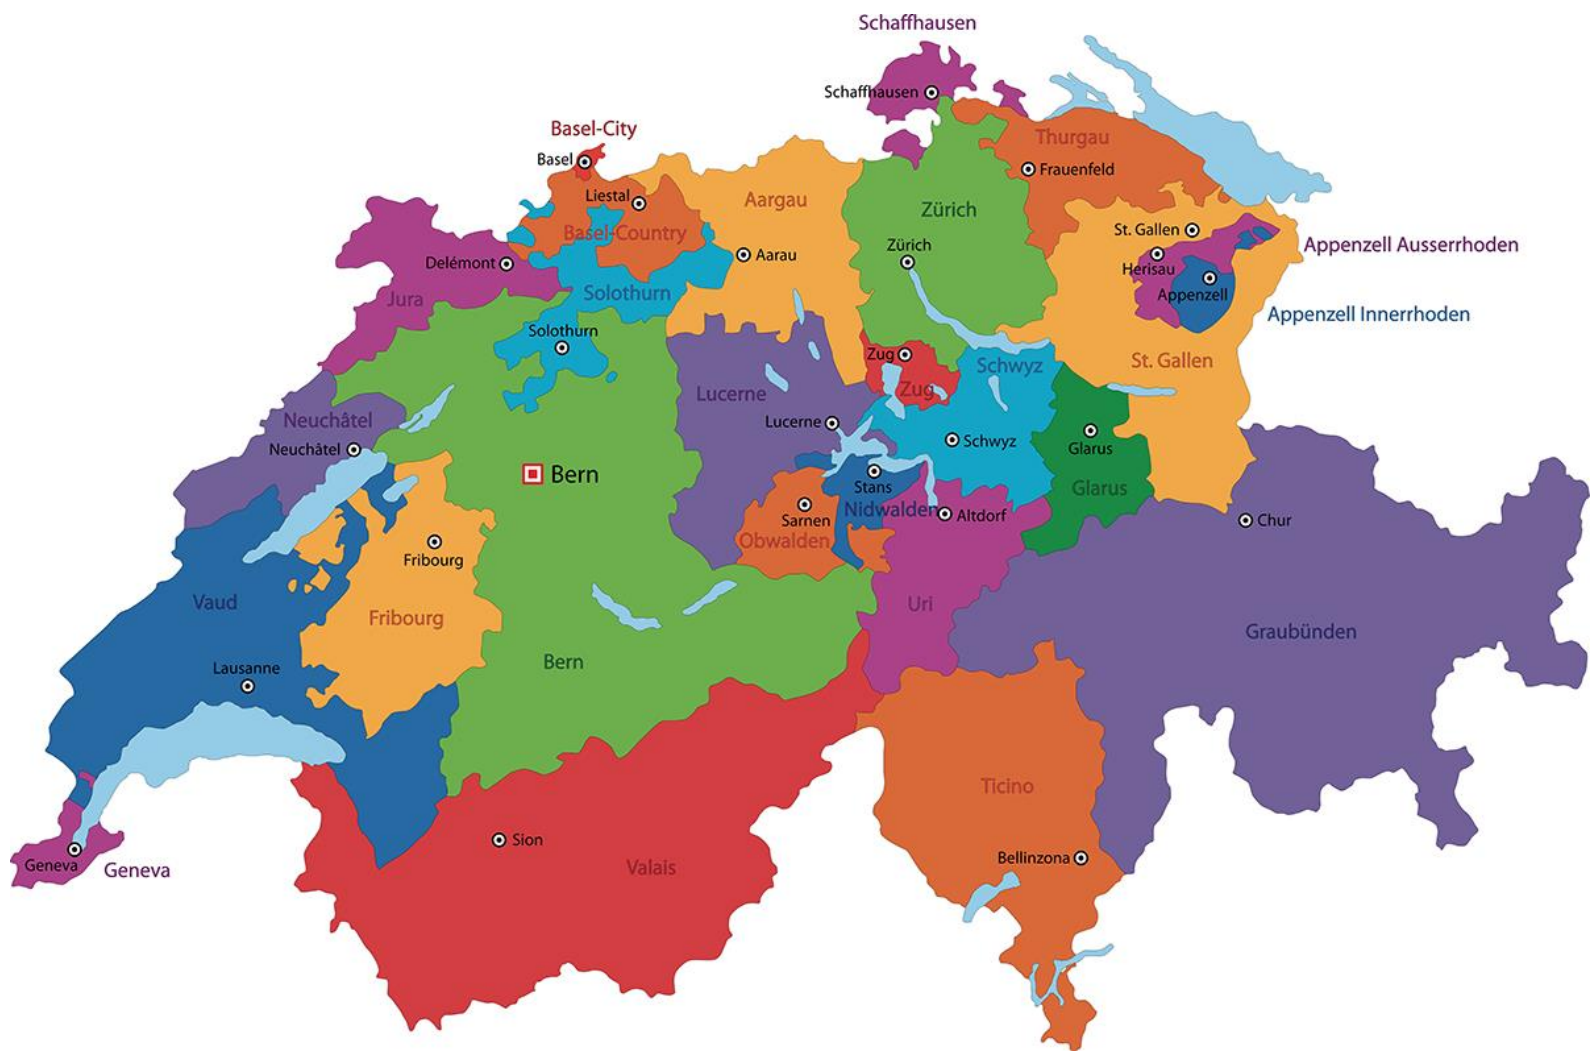 Schaffhausen
Schaffhausen
Basel-City
Basel
Thurgau
Frauenfeld
Liestal
Aargau
Zürich
Basel-Country
St. Gallen
Appenzell Ausserrhoden
Zürich
Aarau
Delémont
Herisau
Solothurn
Appenzell
Jura
Appenzell Innerrhoden
Solothurn
Zug
St. Gallen
Schwyz
Zug
Lucerne
Neuchâtel
Lucerne
Schwyz
Neuchâtel
Glarus
Bern
Stans
Glarus
Nidwalden
Altdorf
Sarnen
Chur
Obwalden
Fribourg
Vaud
Uri
Fribourg
Graubünden
Bern
Lausanne
Ticino
Sion
Bellinzona
Geneva
Geneva
Valais